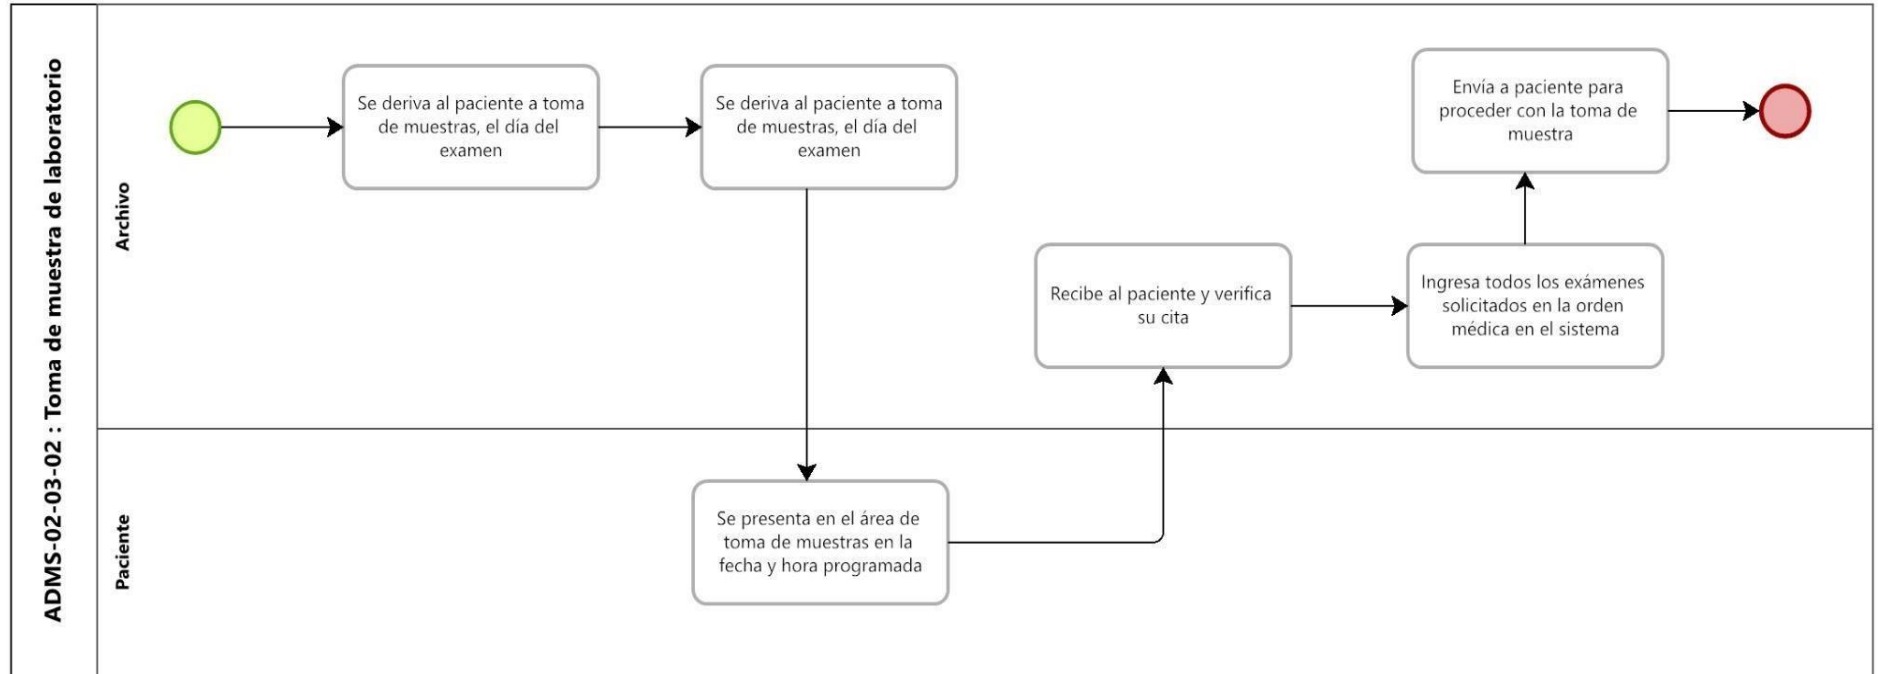 ADMS-02-03-02 : Toma de muestra de laboratorio
Archivo
Se deriva al paciente a toma
de muestras, el día del
examen
Se deriva al paciente a toma
de muestras, el día del
examen
Envía a paciente para
proceder con la toma de
muestra
Recibe al paciente y verifica
su cita
Ingresa todos los exámenes
solicitados en la orden
médica en el sistema
Paciente
Se presenta en el área de
toma de muestras en la
fecha y hora programada